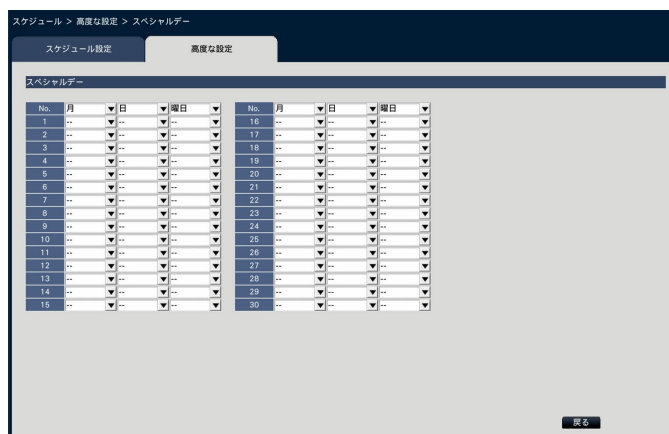 スケジュール > 高度な設定 > スペシャルデー
スケジュール設定 高度な設定
スペシャルデー
No. 月 日 曜日 No. 月 日 曜日
1 -- -- -- 16 -- -- --
2 -- -- -- 17 -- -- --
3 -- -- -- 18 -- -- --
4 -- -- -- 19 -- -- --
5 -- -- -- 20 -- -- --
6 -- -- -- 21 -- -- --
7 -- -- -- 22 -- -- --
8 -- -- -- 23 -- -- --
9 -- -- -- 24 -- -- --
10 -- -- -- 25 -- -- --
11 -- -- -- 26 -- -- --
12 -- -- -- 27 -- -- --
13 -- -- -- 28 -- -- --
14 -- -- -- 29 -- -- --
15 -- -- -- 30 -- -- --
戻る